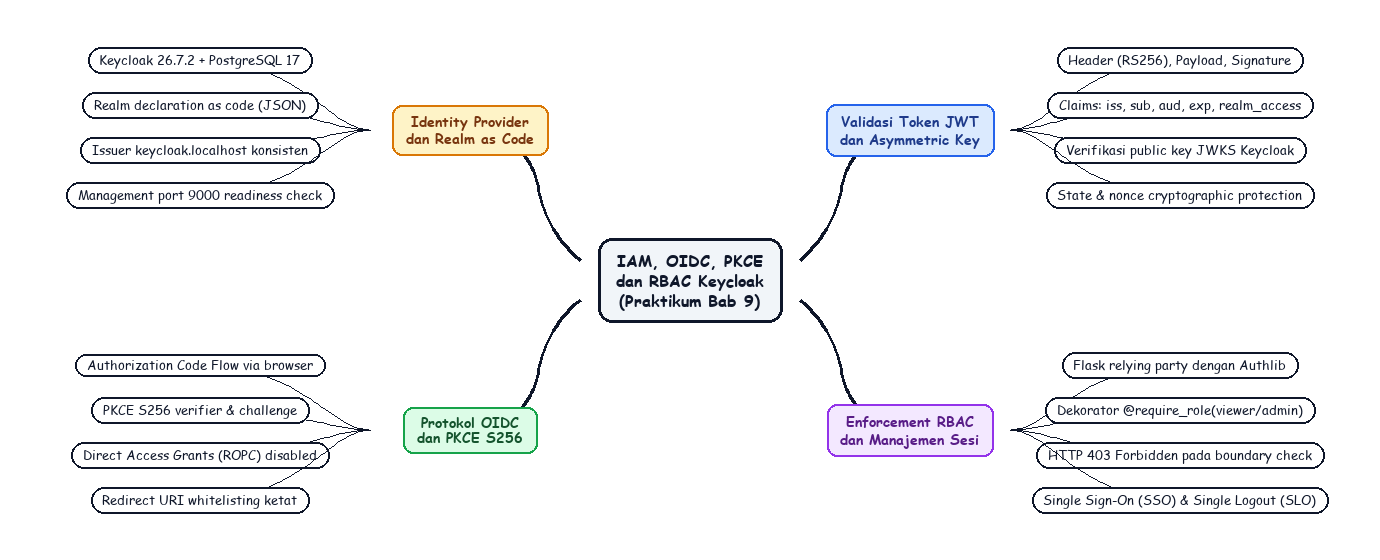 Keycloak 26.7.2 + PostgreSQL 17
Realm declaration as code (JSON)
Issuer keycloak.localhost konsisten
Management port 9000 readiness check
Identity Provider
dan Realm as Code
Validasi Token JWT
dan Asymmetric Key
Header (RS256), Payload, Signature
Claims: iss, sub, aud, exp, realm_access
Verifikasi public key JWKS Keycloak
State & nonce cryptographic protection
IAM, OIDC, PKCE
dan RBAC Keycloak
(Praktikum Bab 9)
Authorization Code Flow via browser
PKCE S256 verifier & challenge
Direct Access Grants (ROPC) disabled
Redirect URI whitelisting ketat
Protokol OIDC
dan PKCE S256
Enforcement RBAC
dan Manajemen Sesi
Flask relying party dengan Authlib
Dekorator @require_role(viewer/admin)
HTTP 403 Forbidden pada boundary check
Single Sign-On (SSO) & Single Logout (SLO)